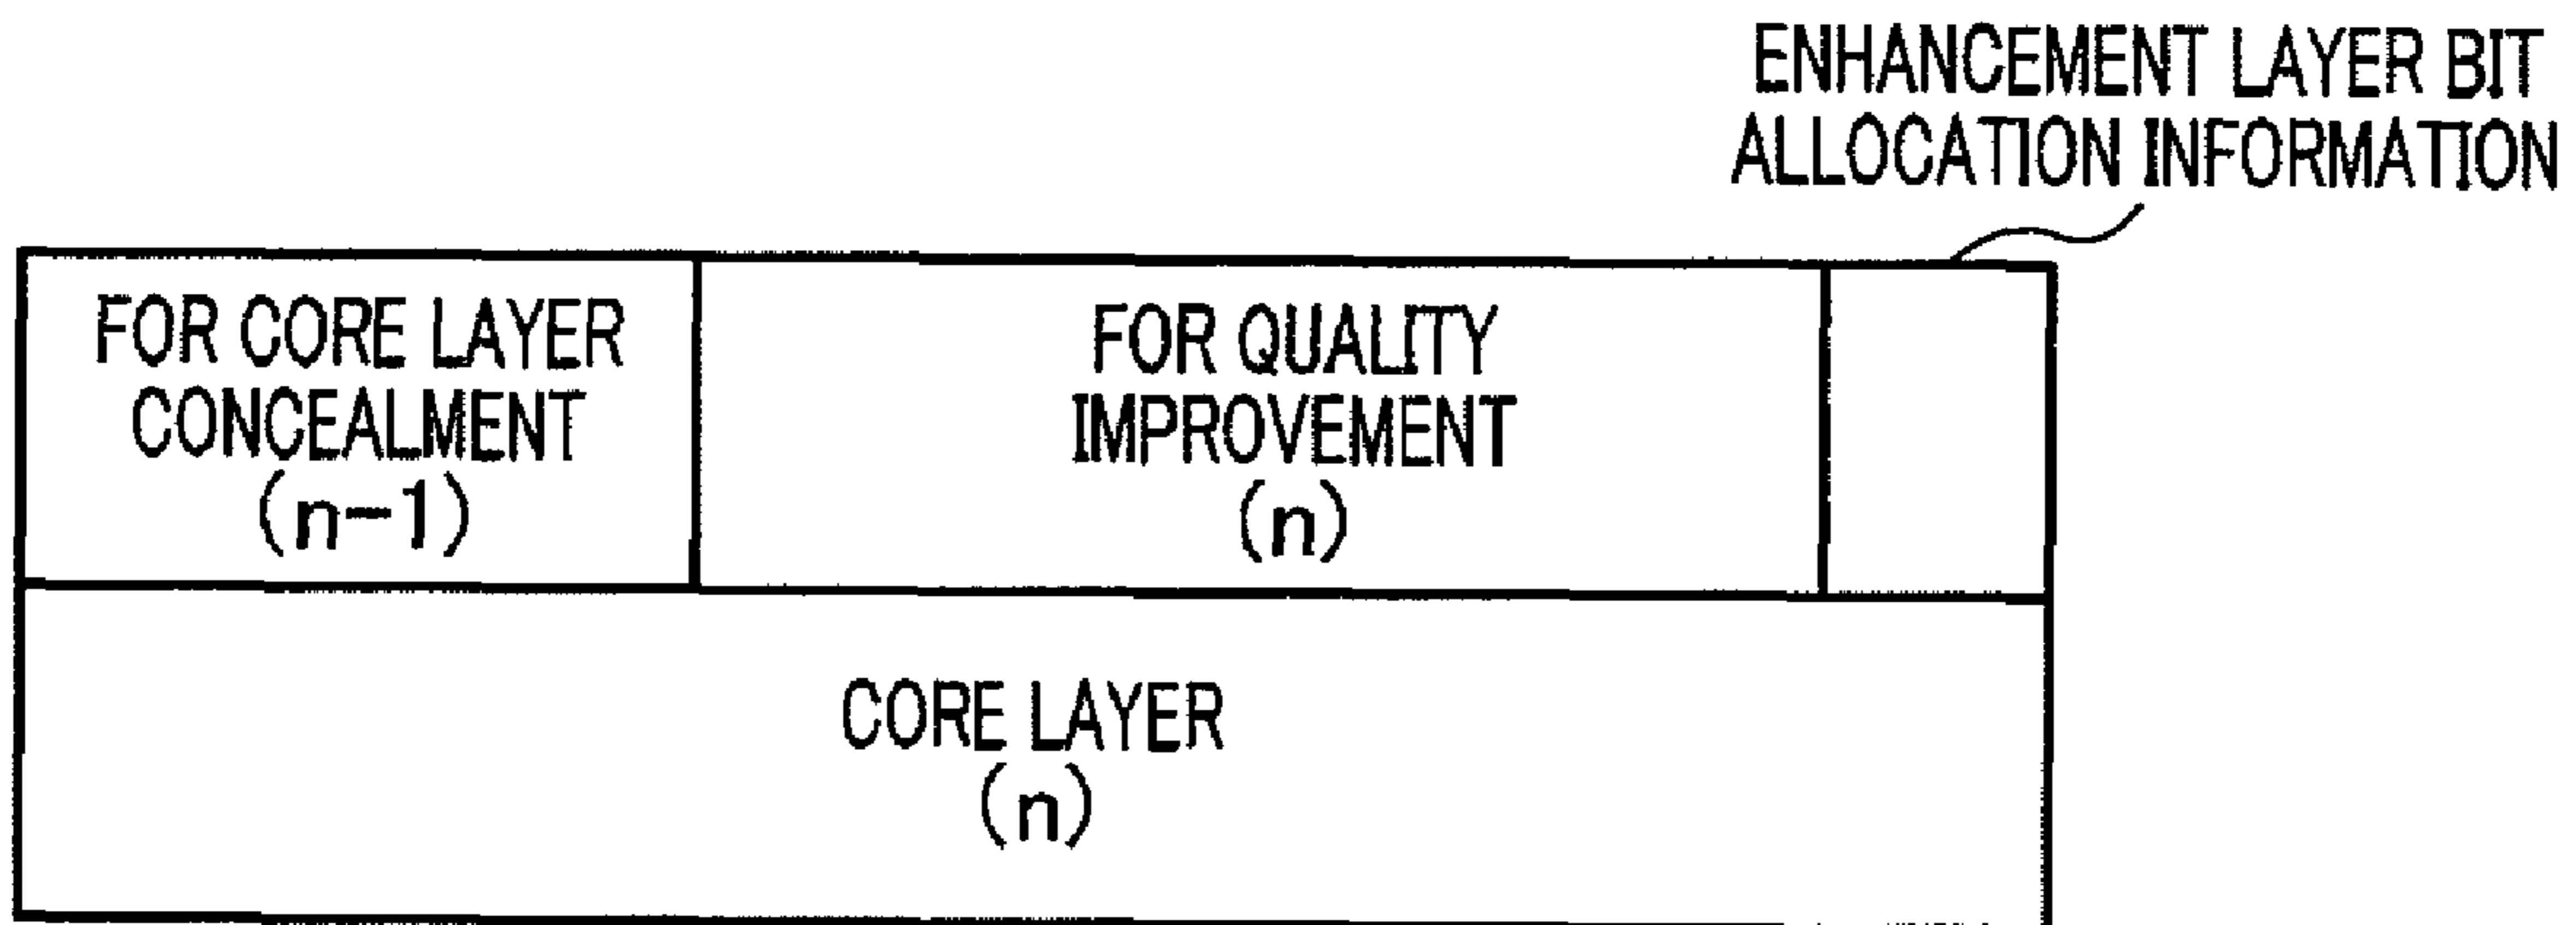 ENHANCEMENT LAYER BIT
ALLOCATION INFORMATION
FOR CORE LAYER
CONCEALMENT
(n-1)
FOR QUALITY
IMPROVEMENT
(n)
CORE LAYER
(n)